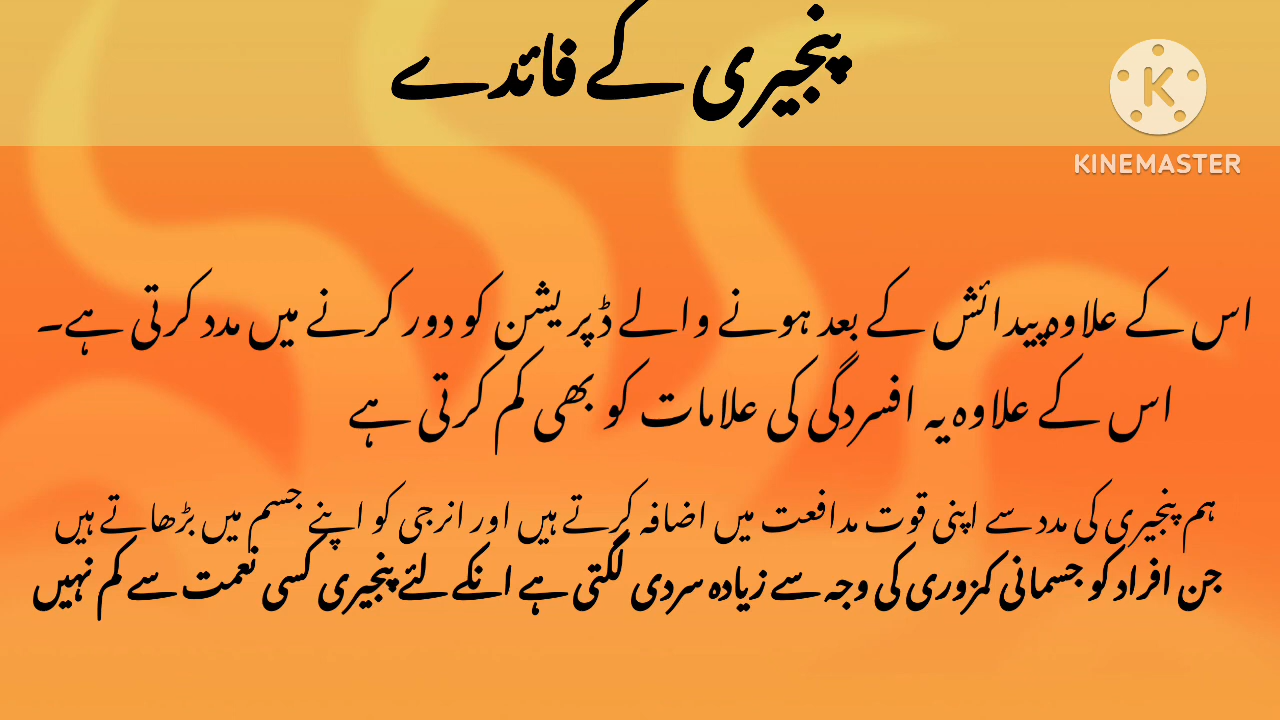 پنجیری کے فائدے
K
KINEMASTER
اس کے علاوہ پیدائش کے بعد ہونے والے ڈپریشن کو دور کرنے میں مدد کرتی ہے۔
اس کے علاوہ یہ افسردگی کی علامات کو بھی کم کرتی ہے
ہم پنجیری کی مدد سے اپنی قوت مدافعت میں اضافہ کرتے ہیں اور انرجی کو اپنے جسم میں بڑھاتے ہیں
جن افراد کو جسمانی کمزوری کی وجہ سے زیادہ سردی لگتی ہے انکے لئے پنجیری کسی نعمت سے کم نہیں